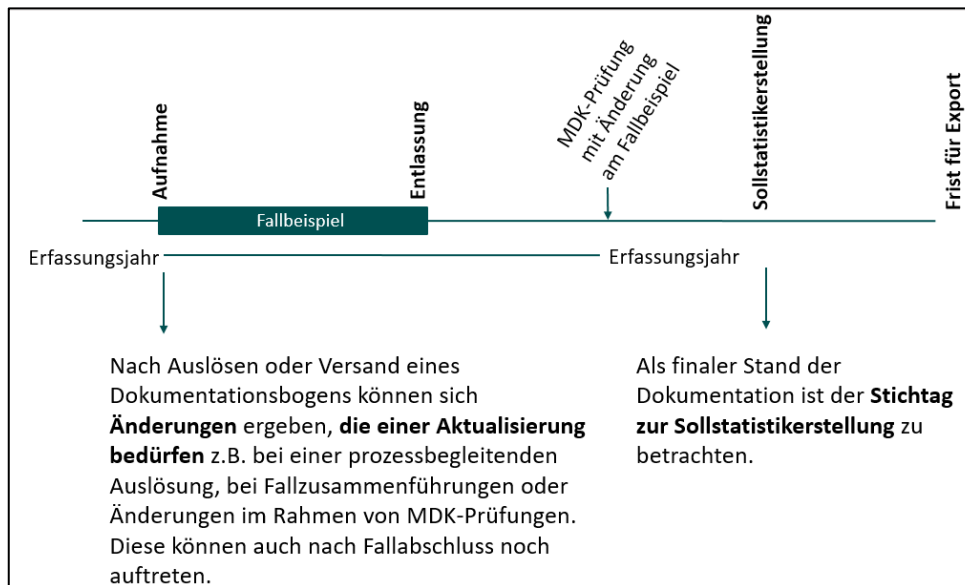 Aufnahme
Entlassung
MDK-Prüfung
mit Änderung
am Fallbeispiel
Sollstatistikerstellung
Frist für Export
Fallbeispiel
Erfassungsjahr
Erfassungsjahr
Nach Auslösen oder Versand eines
Dokumentationsbogens können sich
Änderungen ergeben, die einer Aktualisierung
bedürfen z.B. bei einer prozessbegleitenden
Auslösung, bei Fallzusammenführungen oder
Änderungen im Rahmen von MDK-Prüfungen.
Diese können auch nach Fallabschluss noch
auftreten.
Als finaler Stand der
Dokumentation ist der Stichtag
zur Sollstatistikerstellung zu
betrachten.